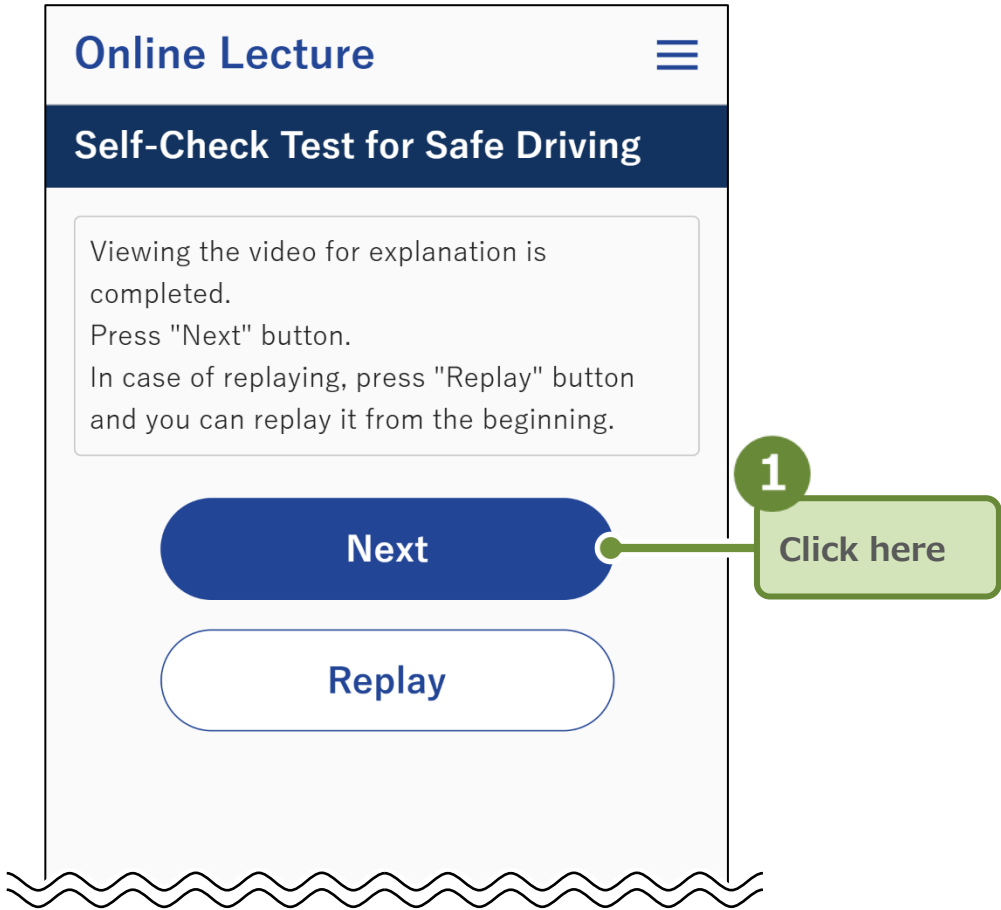 Online Lecture
Self-Check Test for Safe Driving
Viewing the video for explanation is
completed.
Press "Next" button.
In case of replaying, press "Replay" button
and you can replay it from the beginning.
1
Next
Click here
Replay